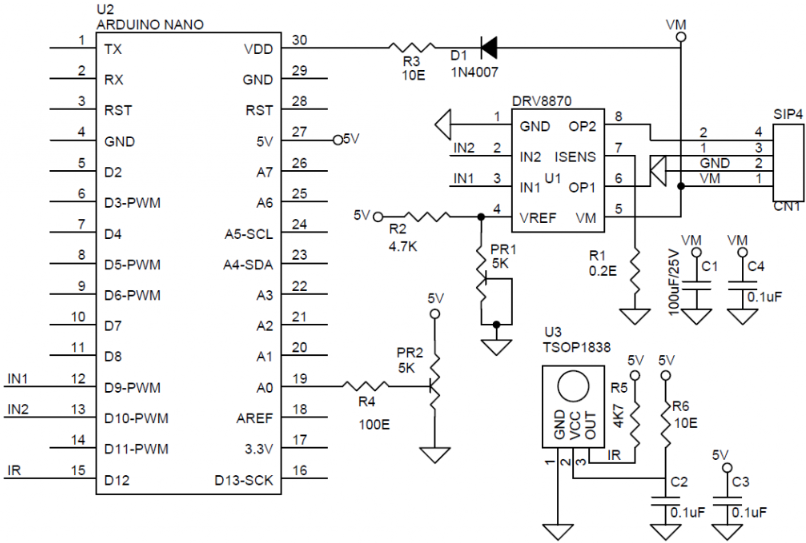 U2
ARDUINO NANO
1 TX VDD 30
2 RX GND 29
3 RST RST 28
4 GND 5V 27 5V
5 D2 A7 26
6 D3-PWM A6 25
7 D4 A5-SCL 24
8 D5-PWM A4-SDA 23
9 D6-PWM A3 22
10 D7 A2 21
11 D8 A1 20
IN1 12 D9-PWM A0 19
IN2 13 D10-PWM AREF 18
14 D11-PWM 3.3V 17
IR 15 D12 D13-SCK 16
R3
10E
D1
1N4007
VM
DRV8870
1 GND OP2 8
IN2 2 IN2 ISENS 7
U1
IN1 3 IN1 OP1 6
4 VREF VM 5
SIP4
2 4
1 3
GND 2
VM 1
CN1
5V
R2
4.7K
PR1
5K
R1
0.2E
VM
C1
100uF/25V
VM
C4
0.1uF
5V
PR2
5K
R4
100E
U3
TSOP1838
GND
VCC
OUT
1
2
3
IR
5V
R5
4K7
5V
R6
10E
C2
0.1uF
5V
C3
0.1uF